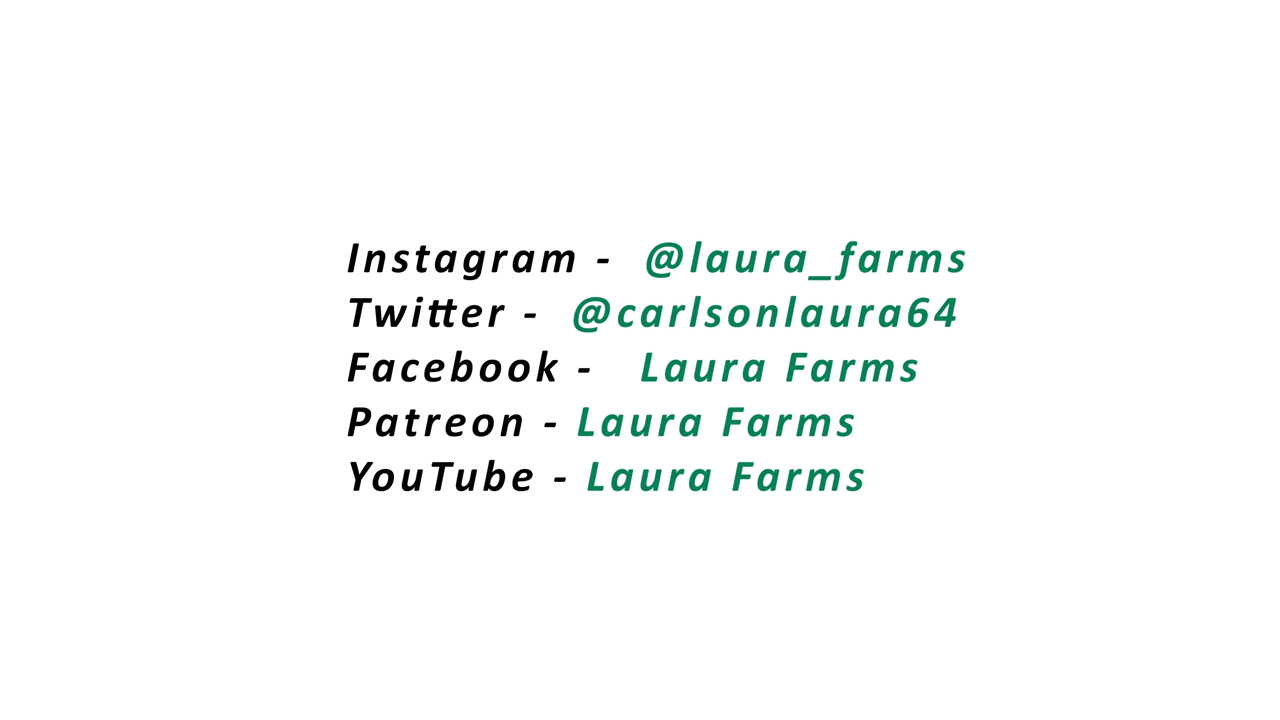 Instagram - @laura_farms
Twitter - @carlsonlaura64
Facebook - Laura Farms
Patreon - Laura Farms
YouTube - Laura Farms